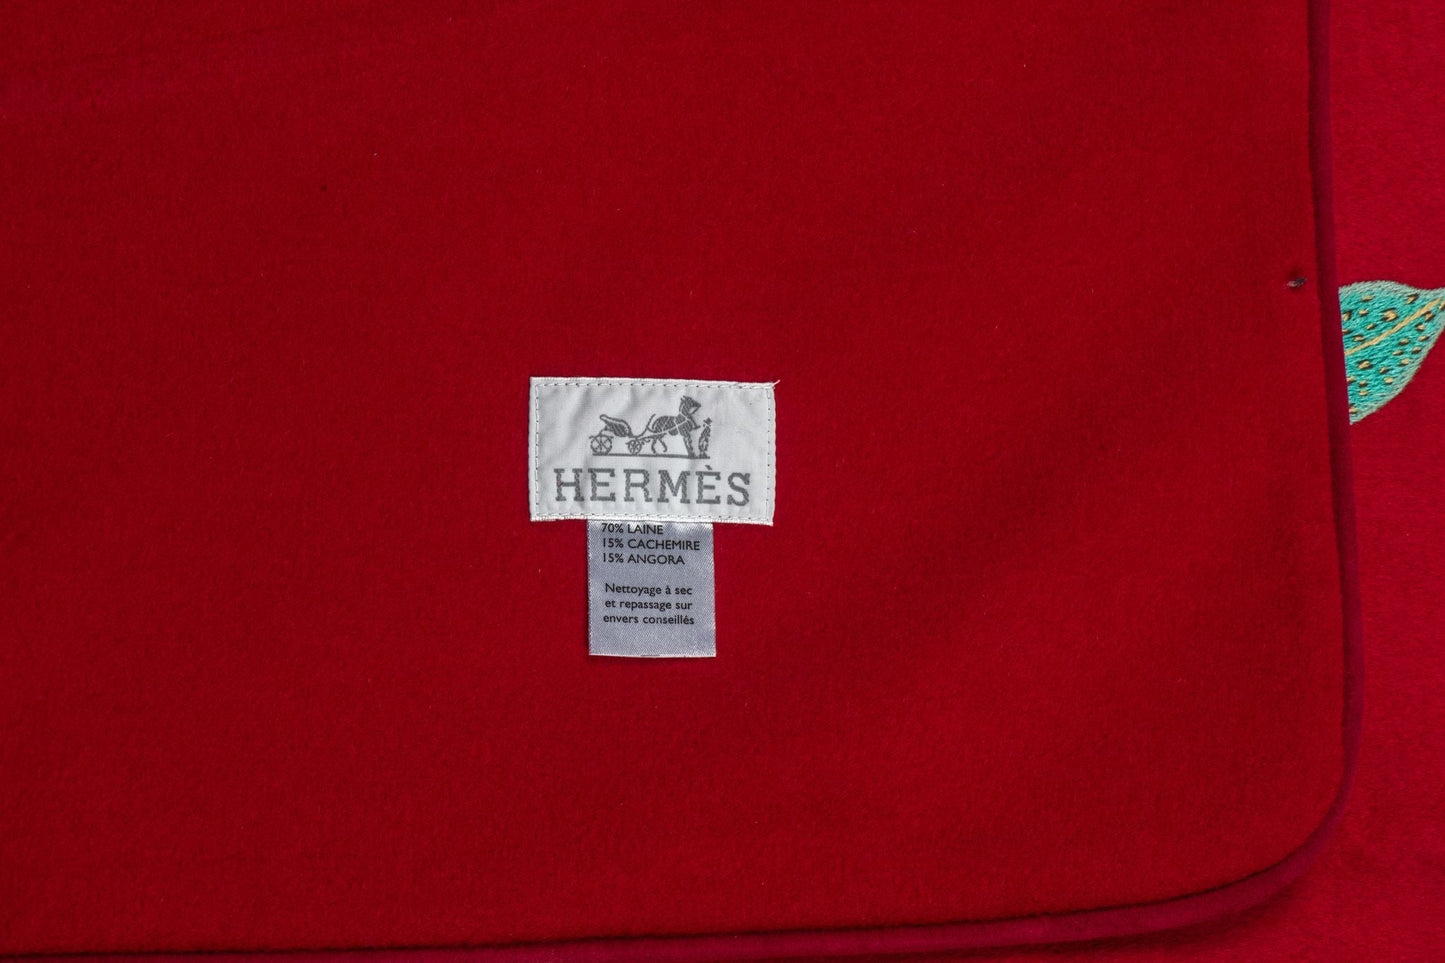 HERMÈS
70% LAINE
15% CACHEMIRE
15% ANGORA
Nettoyage à sec
et repassage sur
envers conseillés